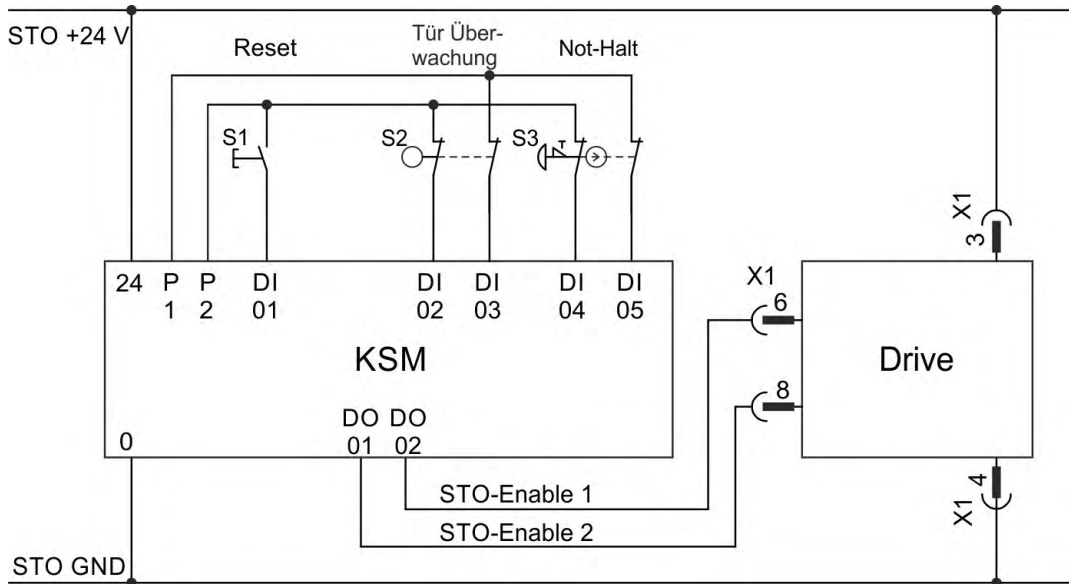 STO +24 V
Reset
Tür Über-
wachung
Not-Halt
S1
S2
S3
X1
3
24 P P DI DI DI DI DI
1 2 01 02 03 04 05
X1
6
KSM
Drive
8
DO DO
01 02
0
4
X1
STO-Enable 1
STO-Enable 2
STO GND